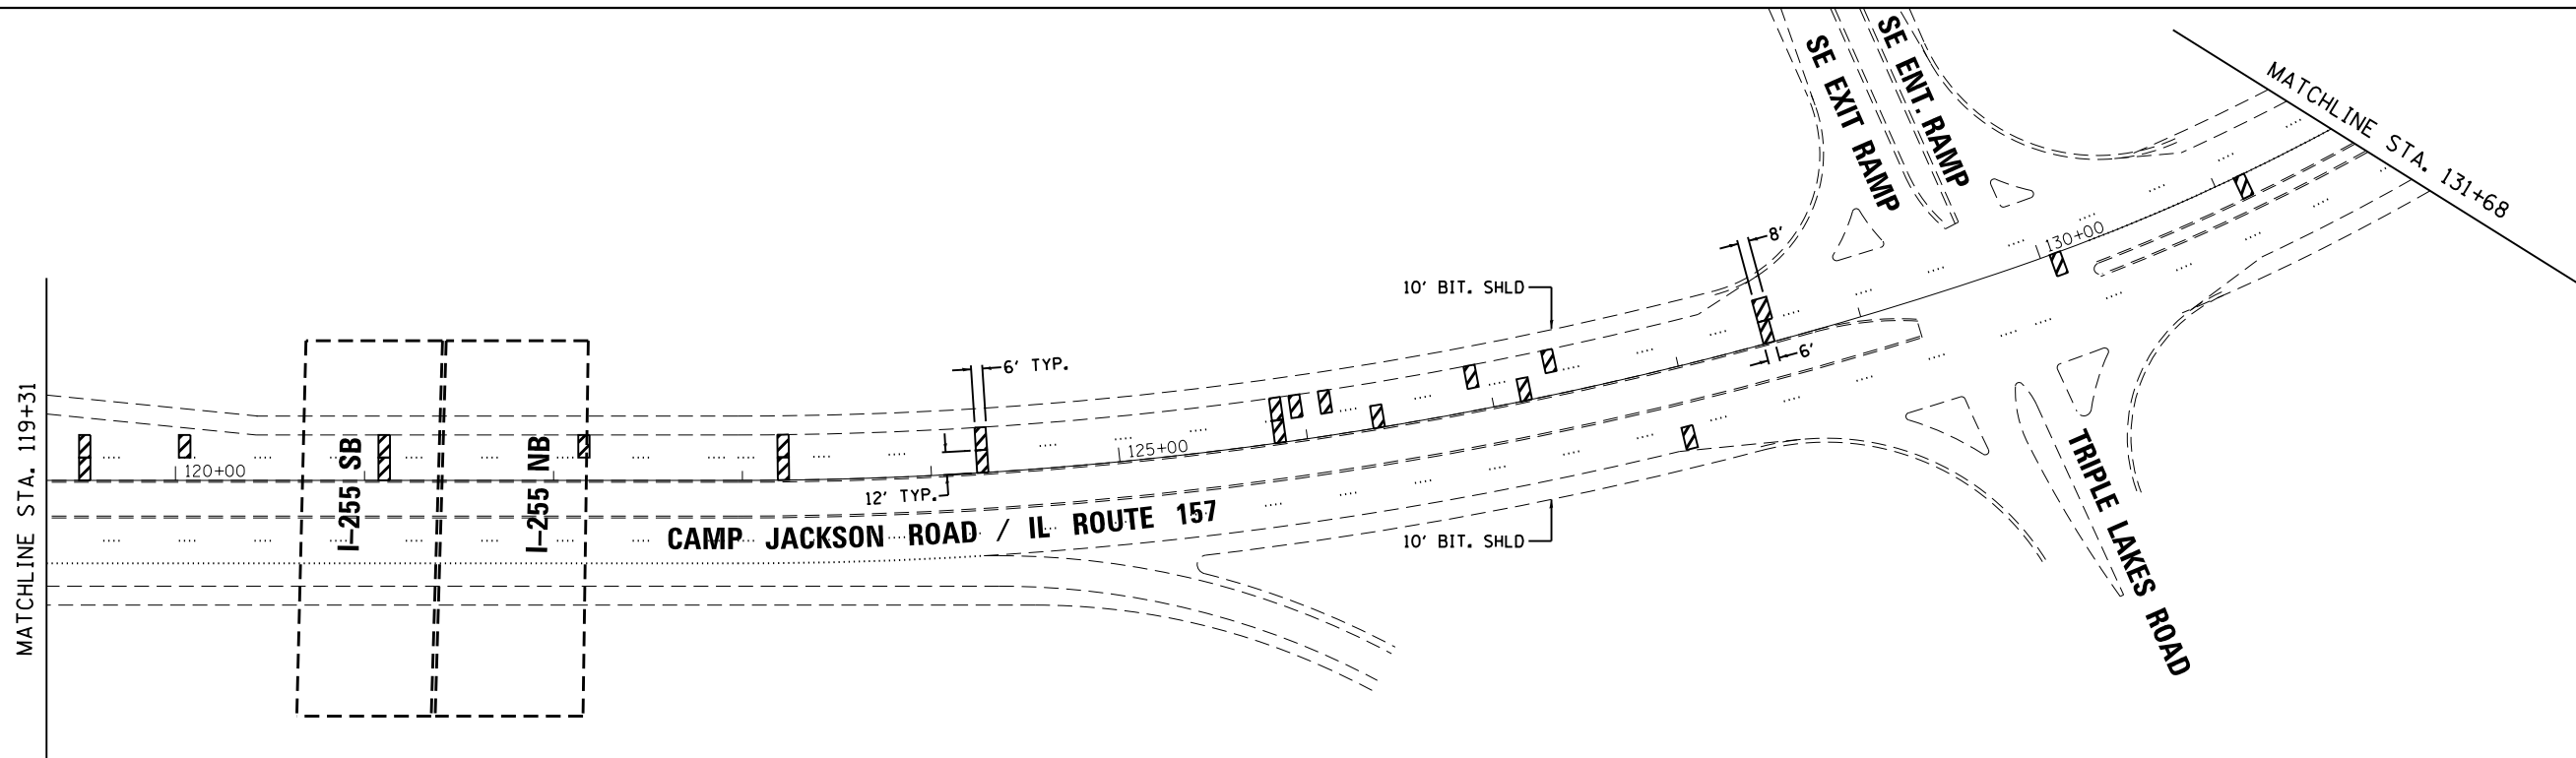 SE EXIT RAMP
SE ENT. RAMP
MATCHLINE STA. 131+68
8'
130+00
10' BIT. SHLD
6'
6' TYP.
MATCHLINE STA. 119+31
120+00
I-255 SB
I-255 NB
125+00
12' TYP.
CAMP JACKSON ROAD / IL ROUTE 157
10' BIT. SHLD
TRIPLE LAKES ROAD